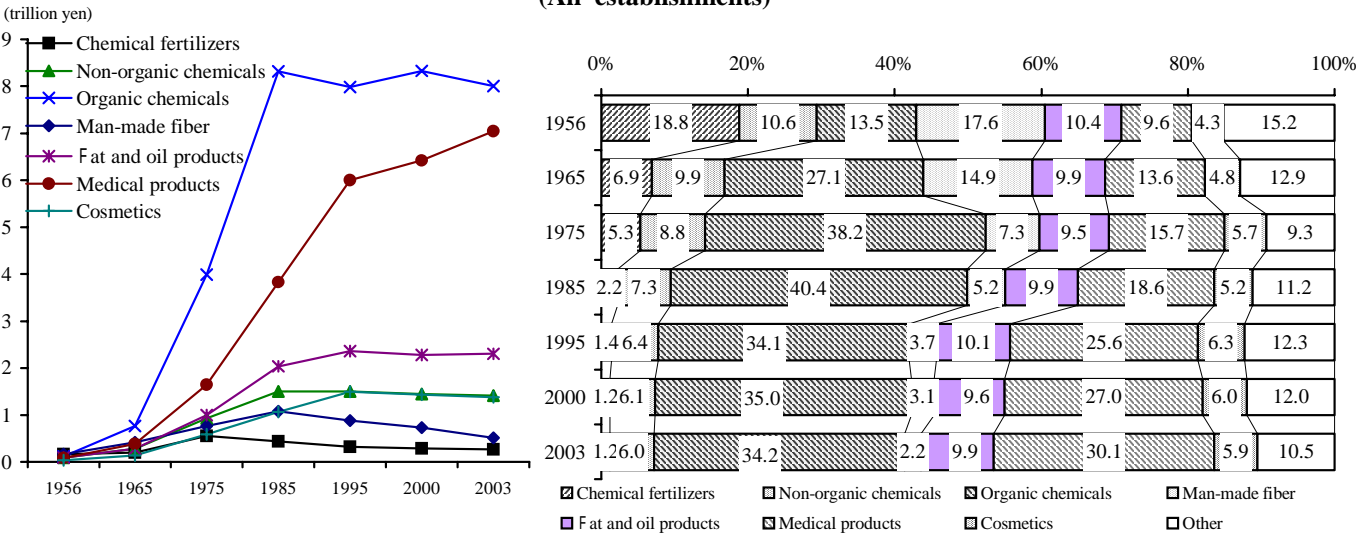 (All establishments)
(trillion yen)
9
8
7
6
5
4
3
2
1
0
Chemical fertilizers
Non-organic chemicals
Organic chemicals
Man-made fiber
Fat and oil products
Medical products
Cosmetics
1956 1965 1975 1985 1995 2000 2003
0% 20% 40% 60% 80% 100%
1956 18.8 10.6 13.5 17.6 10.4 9.6 4.3 15.2
1965 6.9 9.9 27.1 14.9 9.9 13.6 4.8 12.9
1975 5.3 8.8 38.2 7.3 9.5 15.7 5.7 9.3
1985 2.2 7.3 40.4 5.2 9.9 18.6 5.2 11.2
1995 1.4 6.4 34.1 3.7 10.1 25.6 6.3 12.3
2000 1.2 6.1 35.0 3.1 9.6 27.0 6.0 12.0
2003 1.2 6.0 34.2 2.2 9.9 30.1 5.9 10.5
Chemical fertilizers Non-organic chemicals Organic chemicals Man-made fiber
Fat and oil products Medical products Cosmetics Other